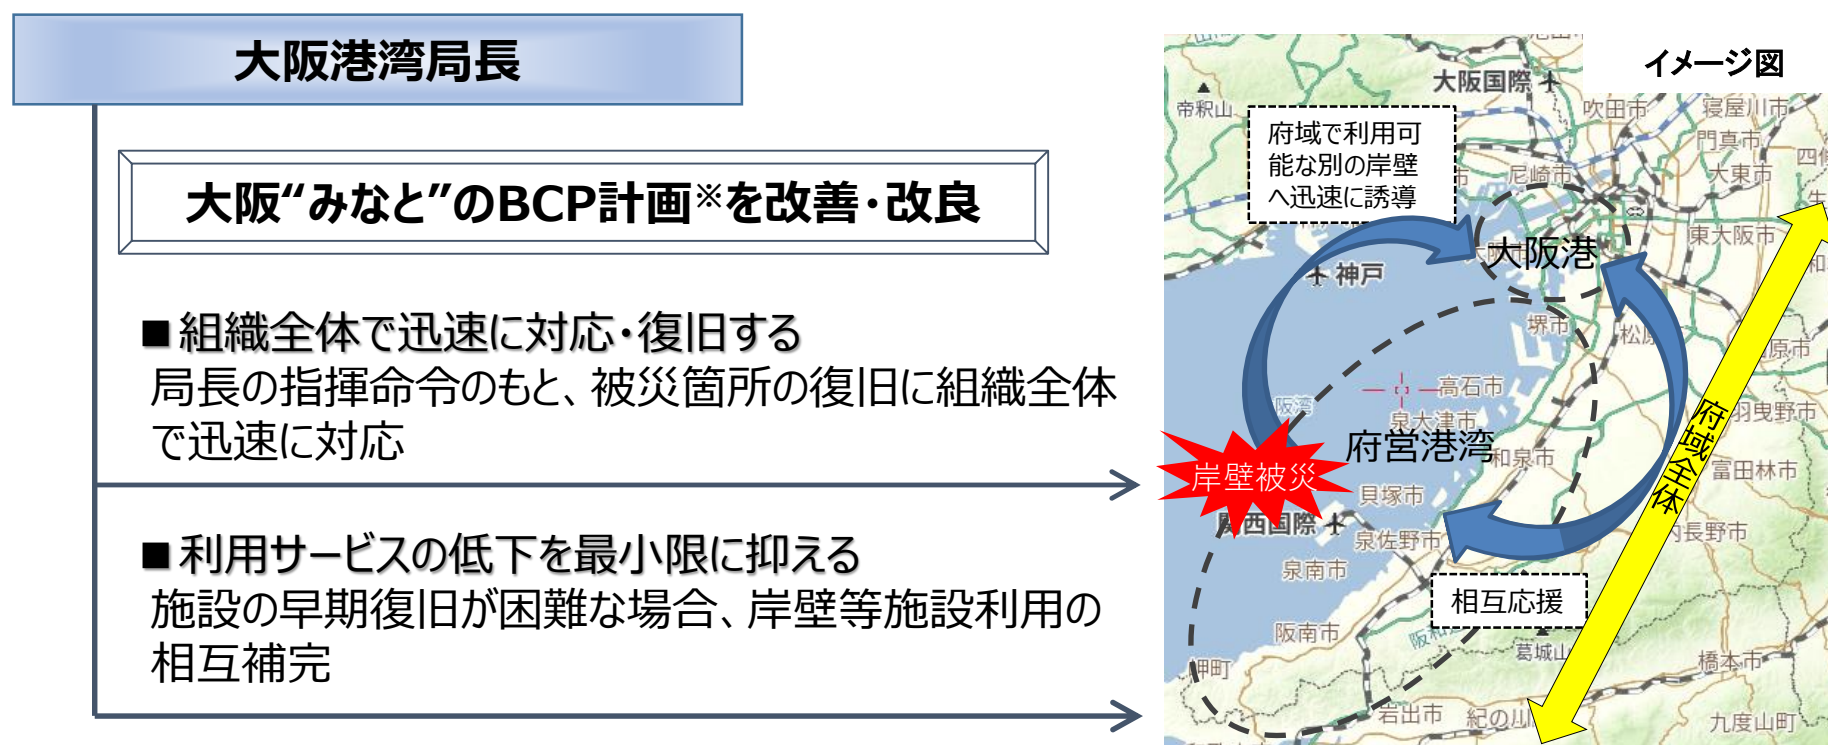 大阪港湾局長
大阪“みなと”のBCP計画※を改善・改良
■組織全体で迅速に対応・復旧する
局長の指揮命令のもと、被災箇所の復旧に組織全体
で迅速に対応
■利用サービスの低下を最小限に抑える
施設の早期復旧が困難な場合、岸壁等施設利用の
相互補完
イメージ図
大阪国際
帝釈山
吹田市
寝屋川市
門真市
府域で利用可
能な別の岸壁
へ迅速に誘導
尼崎市
大東市
東大阪市
大阪港
神戸
堺市
高石市
泉大津市
羽曳野市
府営港湾
和泉市
府域全体
富田林市
岸壁被災
貝塚市
関西国際
泉佐野市
内長野市
泉南市
相互応援
阪南市
葛城山
岬町
橋本市
岩出市
紀の川
九度山町